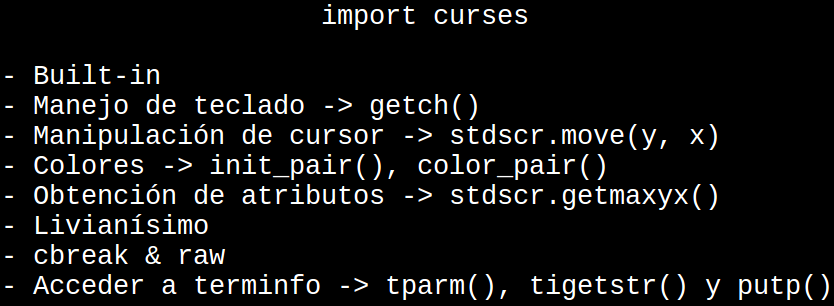 import curses
- Built-in
- Manejo de teclado -> getch()
- Manipulación de cursor -> stdscr.move(y, x)
- Colores -> init_pair(), color_pair()
- Obtención de atributos -> stdscr.getmaxyx()
- Livianísimo
- cbreak & raw
- Acceder a terminfo -> tparm(), tigetstr() y putp()